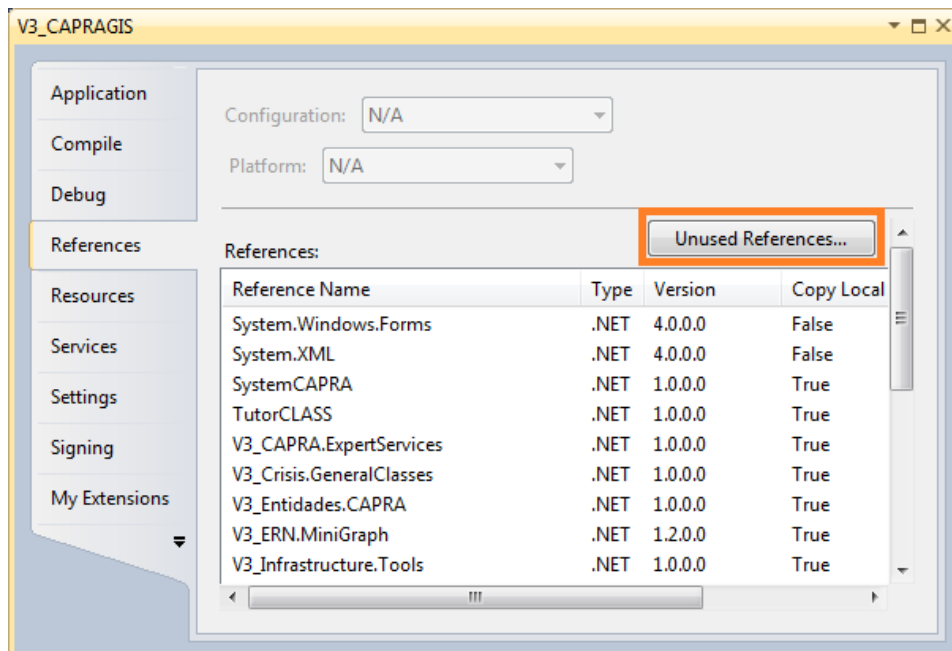 V3_CAPRAGIS
Application
Compile
Debug
References
Resources
Services
Settings
Signing
My Extensions
Configuration: N/A
Platform: N/A
Unused References...
References:
Reference Name Type Version Copy Local
System.Windows.Forms .NET 4.0.0.0 False
System.XML .NET 4.0.0.0 False
SystemCAPRA .NET 1.0.0.0 True
TutorCLASS .NET 1.0.0.0 True
V3_CAPRA.ExpertServices .NET 1.0.0.0 True
V3_Crisis.GeneralClasses .NET 1.0.0.0 True
V3_Entidades.CAPRA .NET 1.0.0.0 True
V3_ERN.MiniGraph .NET 1.2.0.0 True
V3_Infrastructure.Tools .NET 1.0.0.0 True